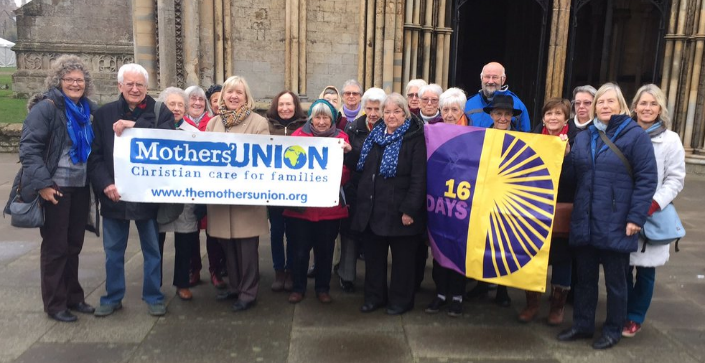 Mothers'UNION
Christian care for families
www.themothersunion.org
16
DAYS